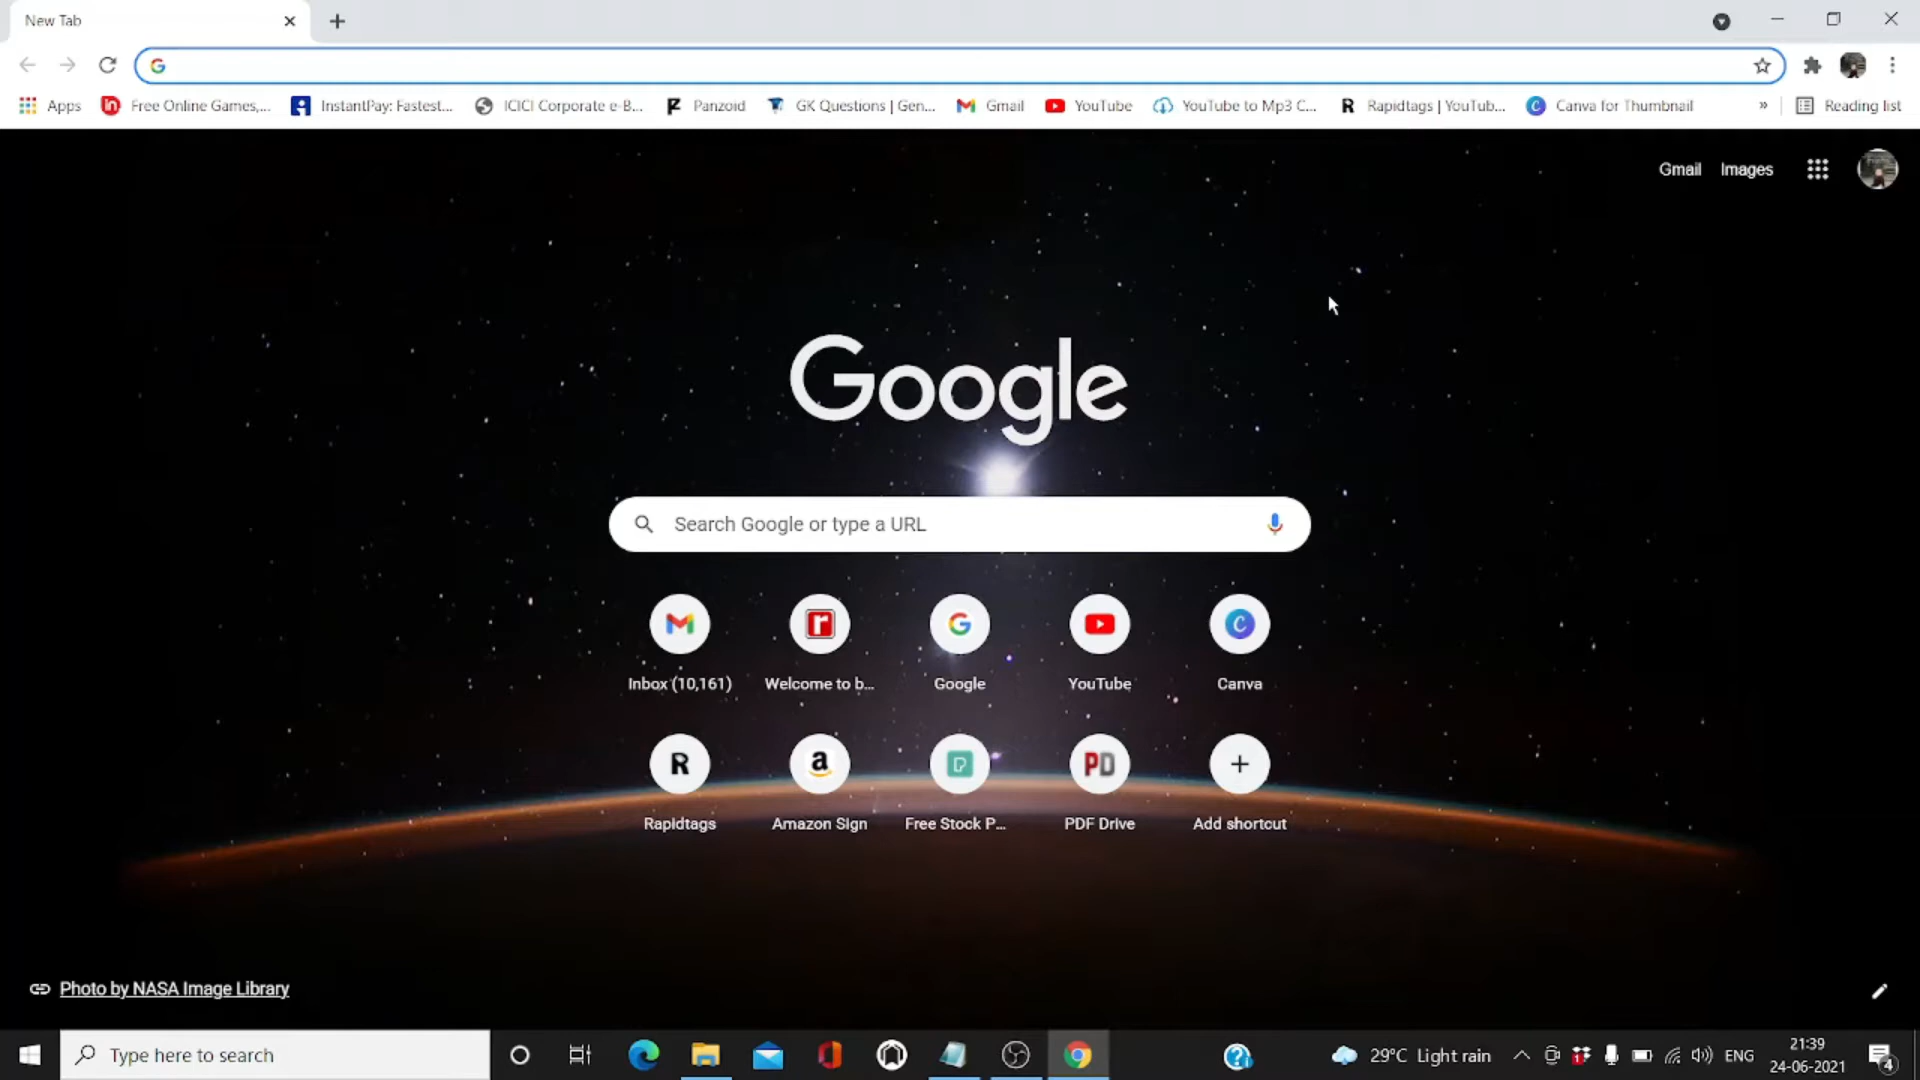 New Tab
Apps Free Online Games,... InstantPay: Fastest... ICICI Corporate e-B... Panzoid GK Questions | Gen... Gmail YouTube YouTube to Mp3 C... Rapidtags | YouTub... Canva for Thumbnail » Reading list
Gmail Images
Google
Search Google or type a URL
Inbox (10,161) Welcome to b... Google YouTube Canva
Rapidtags Amazon Sign Free Stock P... PDF Drive Add shortcut
Photo by NASA Image Library
Type here to search
29°C Light rain
ENG
21:39
24-06-2021
4